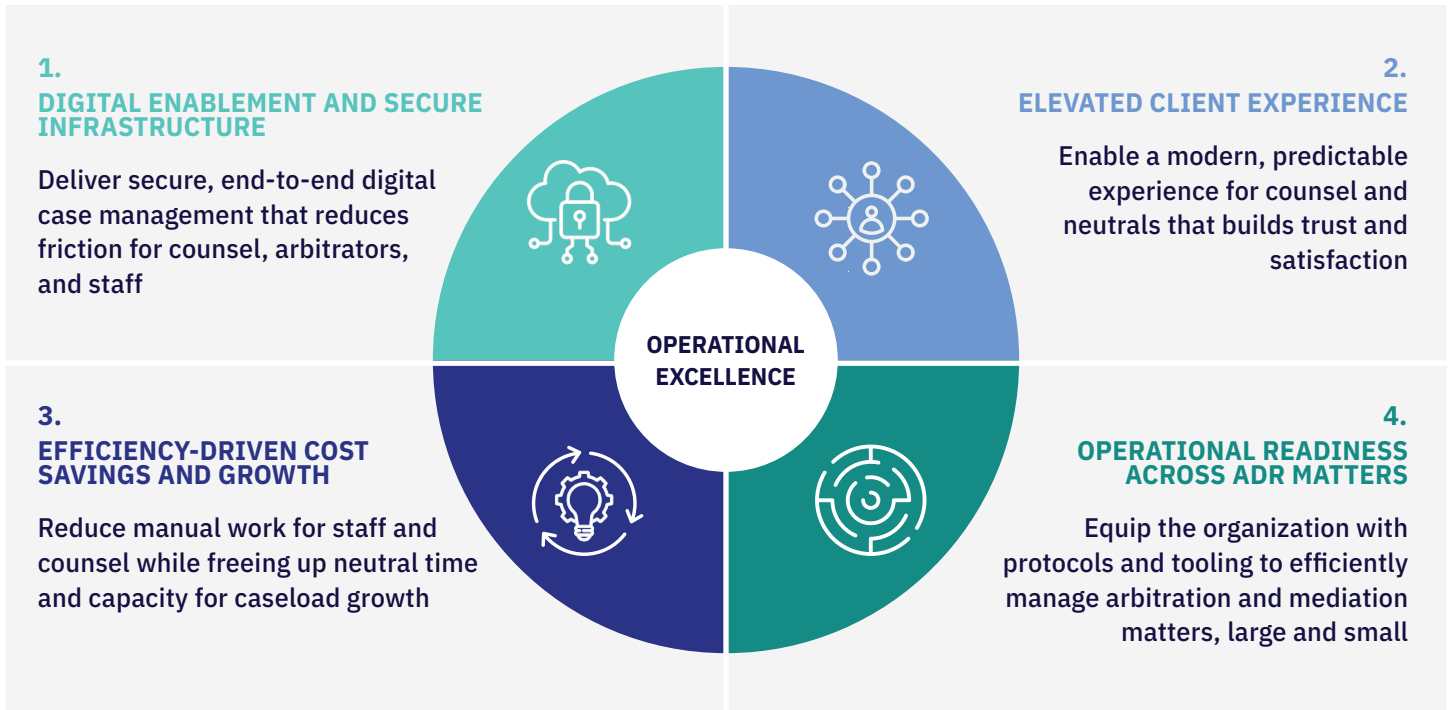 1.
DIGITAL ENABLEMENT AND SECURE
INFRASTRUCTURE
Deliver secure, end-to-end digital
case management that reduces
friction for counsel, arbitrators,
and staff
2.
ELEVATED CLIENT EXPERIENCE
Enable a modern, predictable
experience for counsel and
neutrals that builds trust and
satisfaction
OPERATIONAL
EXCELLENCE
3.
EFFICIENCY-DRIVEN COST
SAVINGS AND GROWTH
Reduce manual work for staff and
counsel while freeing up neutral time
and capacity for caseload growth
4.
OPERATIONAL READINESS
ACROSS ADR MATTERS
Equip the organization with
protocols and tooling to efficiently
manage arbitration and mediation
matters, large and small